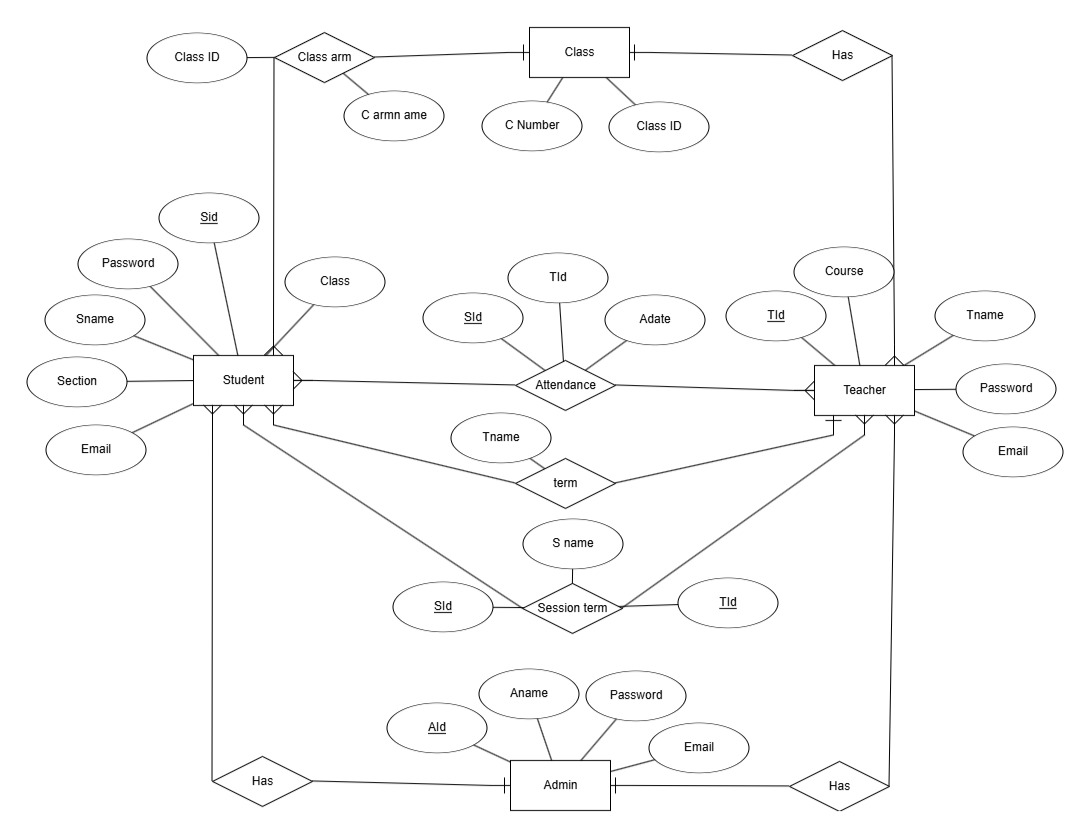 Class ID
Class arm
Class
Has
C armn ame
C Number
Class ID
Sid
Password
Class
TId
Course
Sname
SId
Adate
TId
Tname
Section
Student
Attendance
Teacher
Password
Email
Tname
Email
term
S name
SId
Session term
TId
Aname
Password
AId
Email
Has
Admin
Has